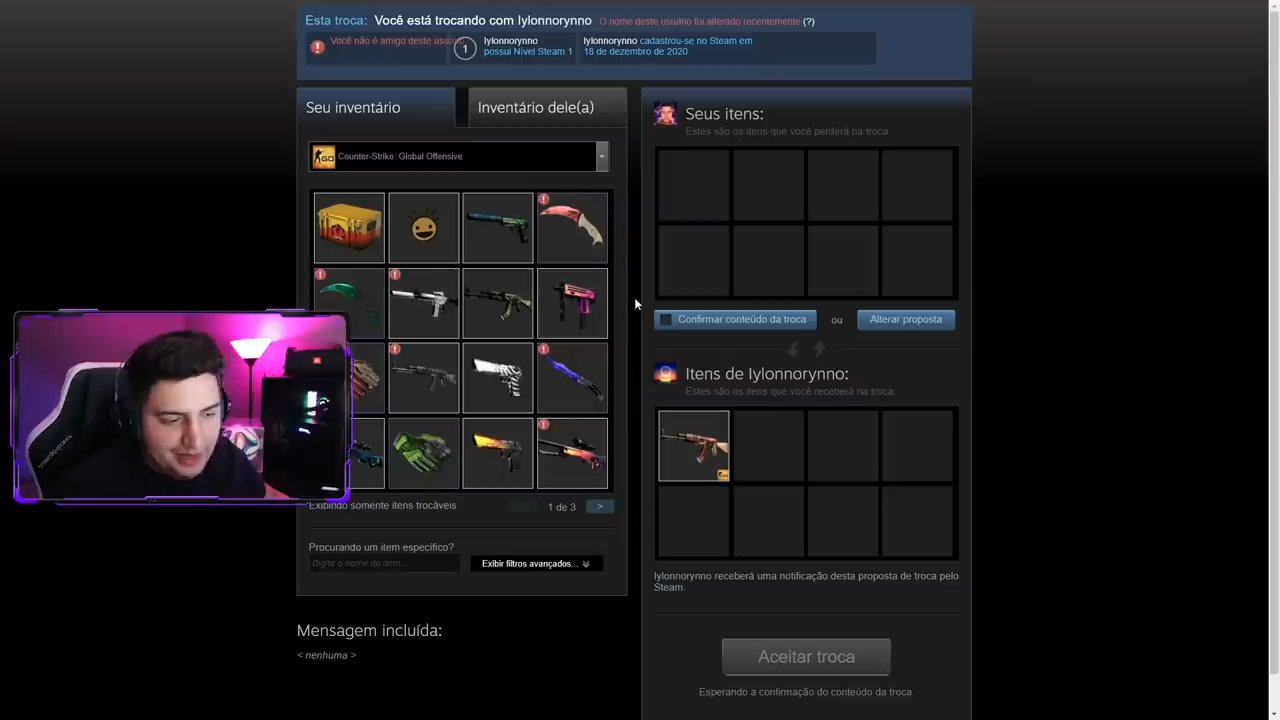 Esta troca: Você está trocando com lylonnorynno O nome deste usuário foi alterado recentemente (?)
Você não é amigo deste usuário
1
lylonnorynno
possui Nível Steam 1
lylonnorynno cadastrou-se no Steam em
18 de dezembro de 2020
Seu inventário
Inventário dele(a)
Counter-Strike: Global Offensive
Exibindo somente itens trocáveis
1 de 3 >
Procurando um item específico?
Digite o nome do item...
Exibir filtros avançados...
Mensagem incluída:
< nenhuma >
Seus itens:
Estes são os itens que você perderá na troca
Confirmar conteúdo da troca ou Alterar proposta
Itens de lylonnorynno:
Estes são os itens que você receberá na troca.
lylonnorynno receberá uma notificação desta proposta de troca pelo
Steam.
Aceitar troca
Esperando a confirmação do conteúdo da troca.